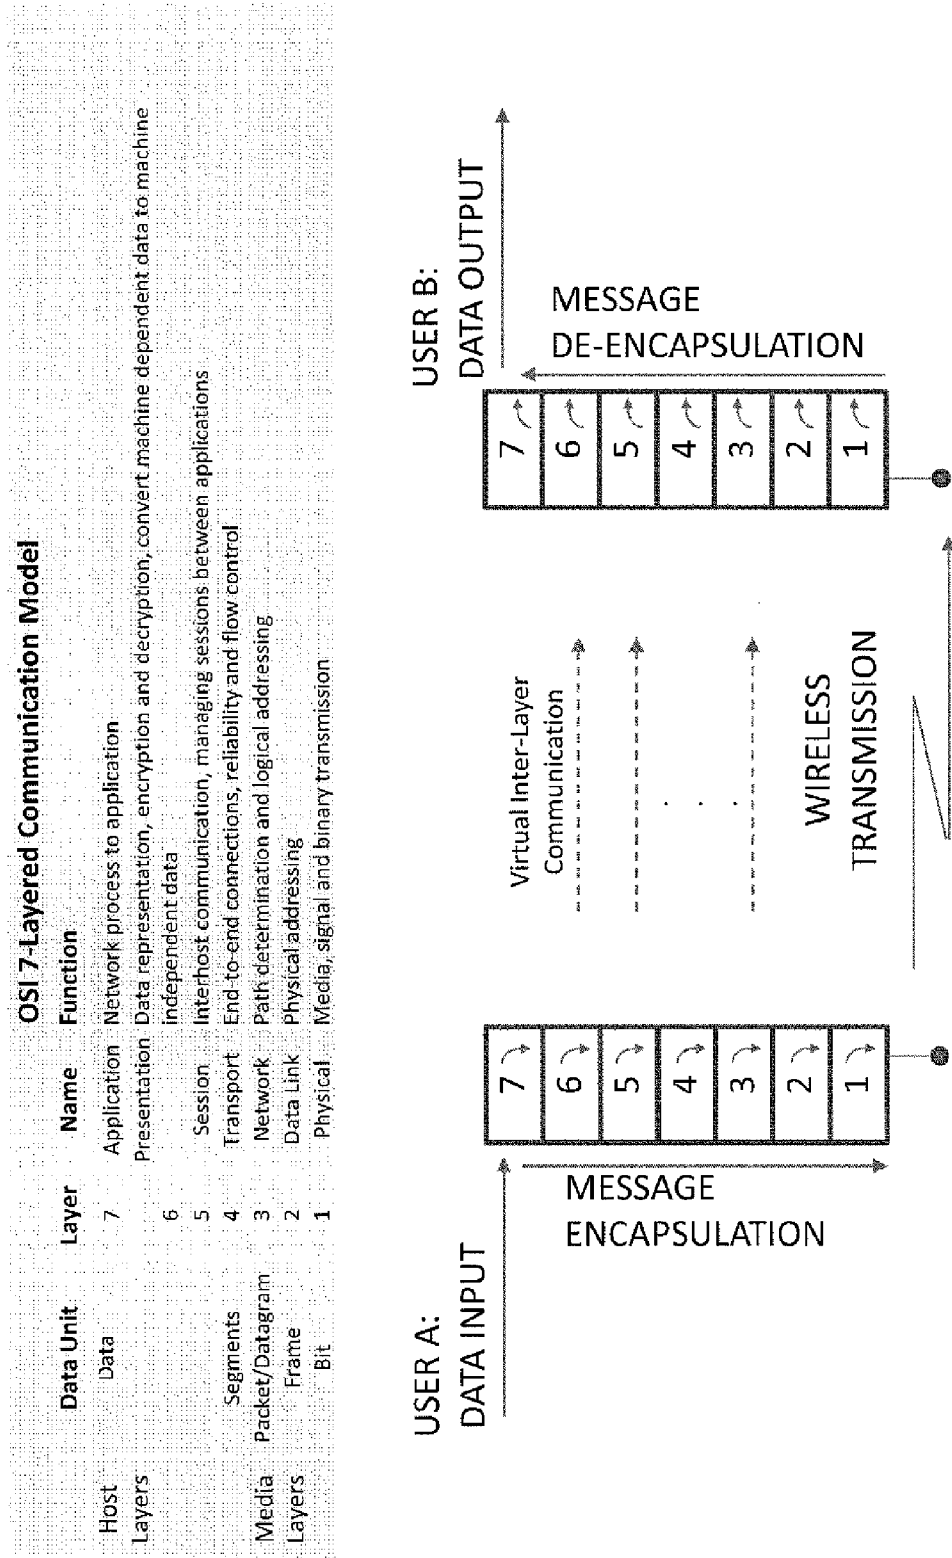 OSI 7-Layered Communication Model
Data Unit Layer Name Function
Host Data 7 Application Network process to application
Layers Presentation Data representation, encryption and decryption, convert machine dependent data to machine
6 independent data
5 Session Interhost communication, managing sessions between applications
Segments 4 Transport End-to-end connections, reliability and flow control
Media Packet/Datagram 3 Network Path determination and logical addressing
Layers Frame 2 Data Link Physical addressing
Bit 1 Physical Media, signal and binary transmission
USER A:
DATA INPUT
MESSAGE
ENCAPSULATION
7
6
5
4
3
2
1
Virtual Inter-Layer
Communication
WIRELESS
TRANSMISSION
USER B:
DATA OUTPUT
7
6
5
4
3
2
1
MESSAGE
DE-ENCAPSULATION